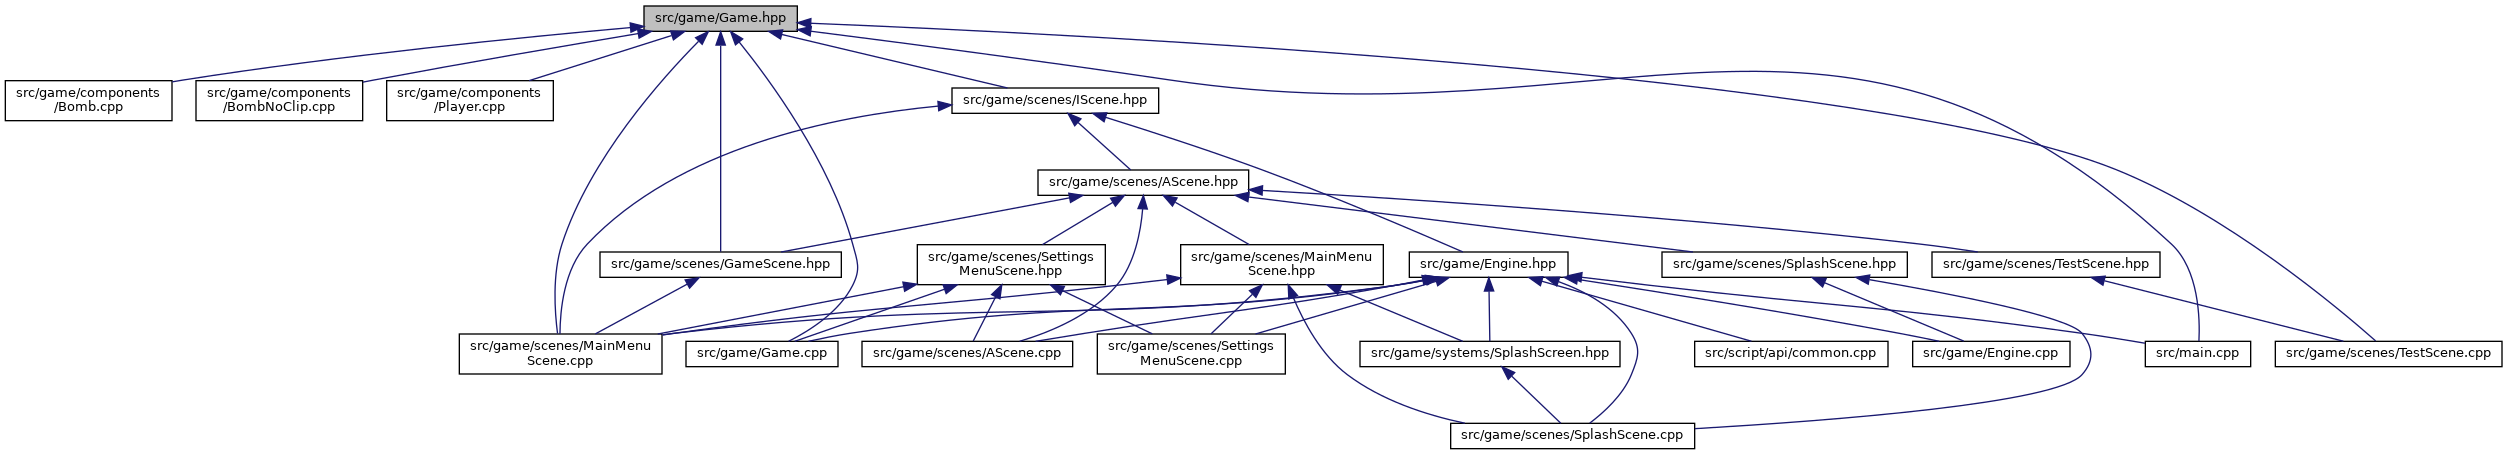 src/game/Game.hpp
src/game/components
/Bomb.cpp
src/game/components
/BombNoClip.cpp
src/game/components
/Player.cpp
src/game/scenes/IScene.hpp
src/game/scenes/AScene.hpp
src/game/scenes/GameScene.hpp
src/game/scenes/Settings
MenuScene.hpp
src/game/scenes/MainMenu
Scene.hpp
src/game/Engine.hpp
src/game/scenes/SplashScene.hpp
src/game/scenes/TestScene.hpp
src/game/scenes/MainMenu
Scene.cpp
src/game/Game.cpp
src/game/scenes/AScene.cpp
src/game/scenes/Settings
MenuScene.cpp
src/game/systems/SplashScreen.hpp
src/script/api/common.cpp
src/game/Engine.cpp
src/main.cpp
src/game/scenes/TestScene.cpp
src/game/scenes/SplashScene.cpp